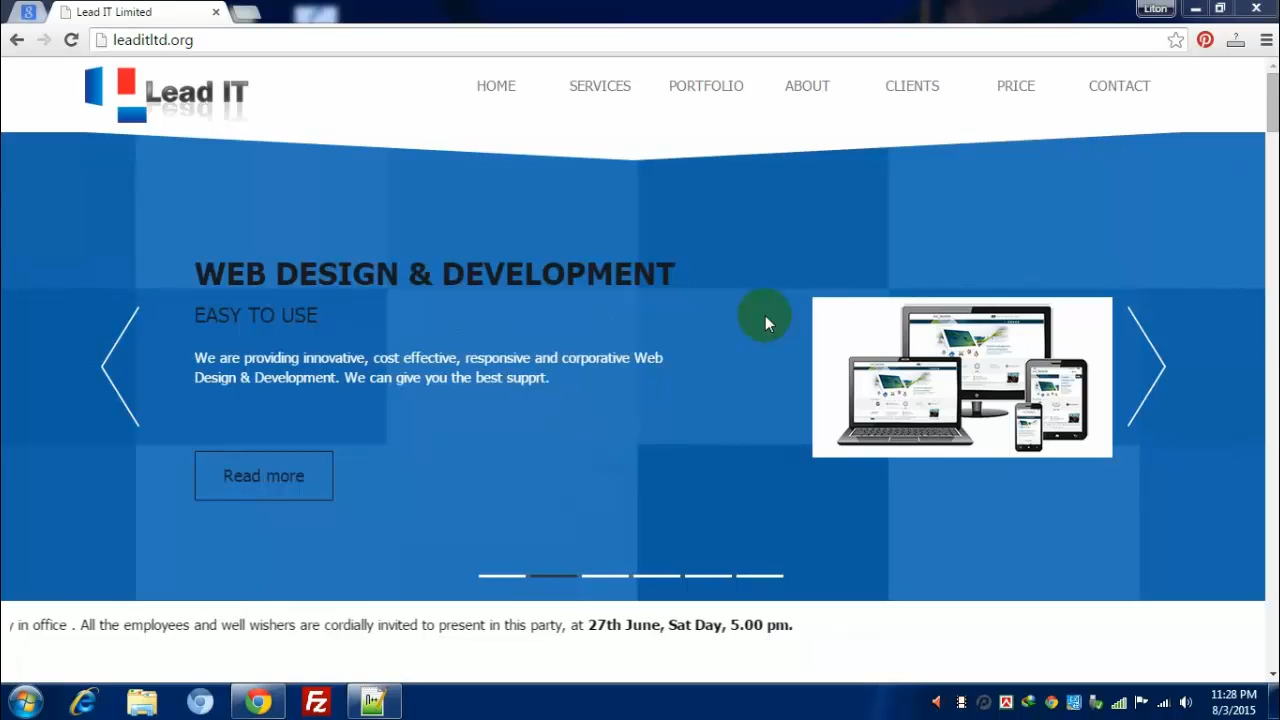 Lead IT Limited
Liton
leaditltd.org
Lead IT
HOME SERVICES PORTFOLIO ABOUT CLIENTS PRICE CONTACT
WEB DESIGN & DEVELOPMENT
EASY TO USE
We are providing innovative, cost effective, responsive and corporative Web
Design & Development. We can give you the best supprt.
Read more
y in office . All the employees and well wishers are cordially invited to present in this party, at 27th June, Sat Day, 5.00 pm.
11:28 PM
8/3/2015